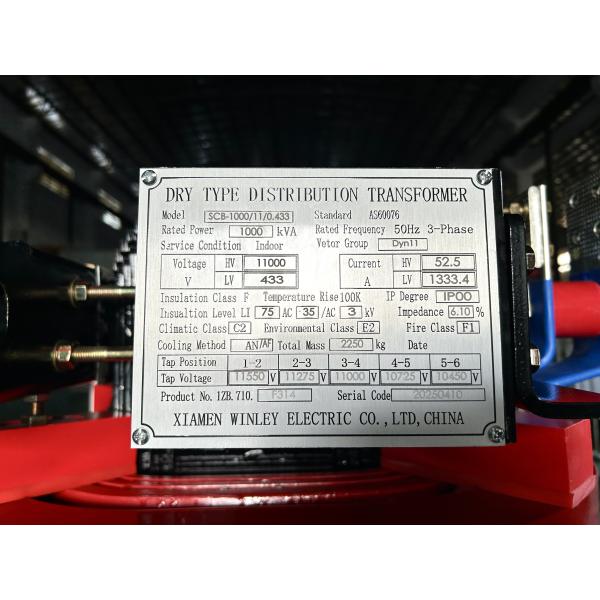 DRY TYPE DISTRIBUTION TRANSFORMER
Model SCB-1000/11/0.433 Standard AS60076
Rated Power 1000 kVA Rated Frequency 50Hz 3-Phase
Service Condition Indoor Vetor Group Dyn11
Voltage HV 11000 Current HV 52.5
V LV 433 A LV 1333.4
Insulation Class F Temperature Rise100K IP Degree IP00
Insualtion Level LI 75 AC 35 /AC 3 kV Impedance 6.10 %
Climatic Class C2 Environmental Class E2 Fire Class F1
Cooling Method AN/AF Total Mass 2250 kg Date
Tap Position 1-2 2-3 3-4 4-5 5-6
Tap Voltage 11550 V 11275 V 11000 V 10725 V 10450 V
Product No. 1ZB.710. F314 Serial Code 20250410
XIAMEN WINLEY ELECTRIC CO., LTD, CHINA